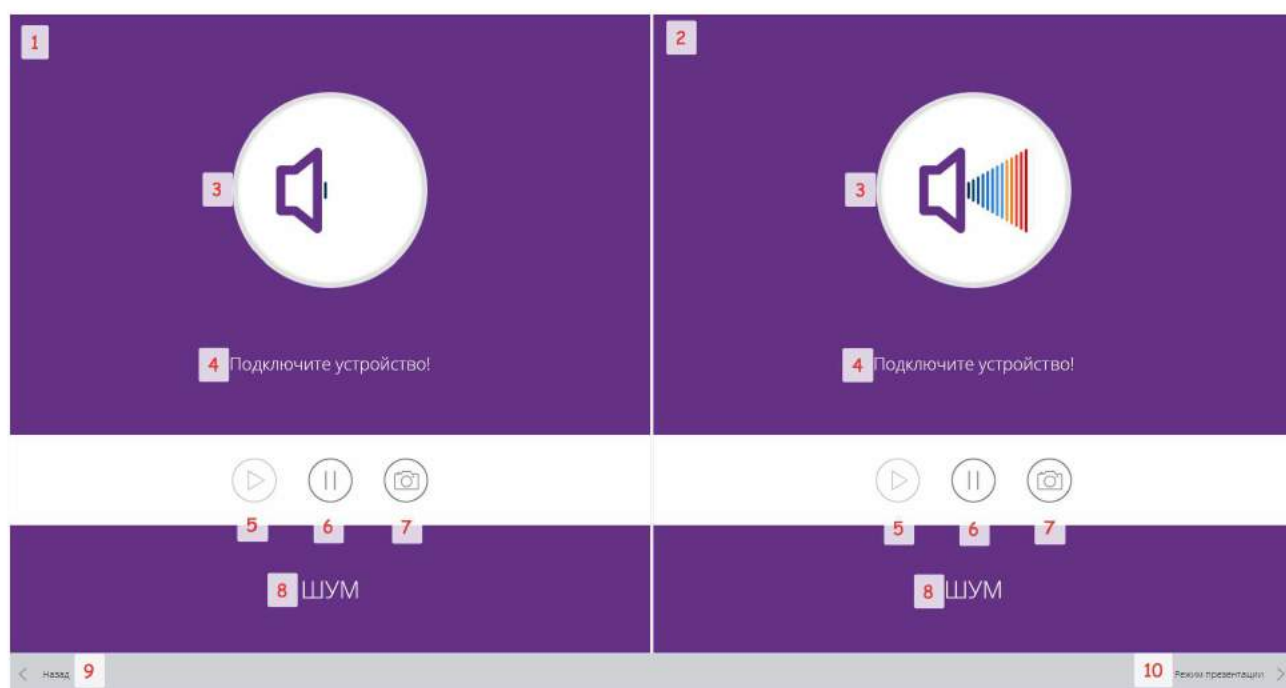 1
2
3
3
4 Подключите устройство!
4 Подключите устройство!
5 6 7
5 6 7
8 ШУМ
8 ШУМ
Назад 9
10 Режим презентации